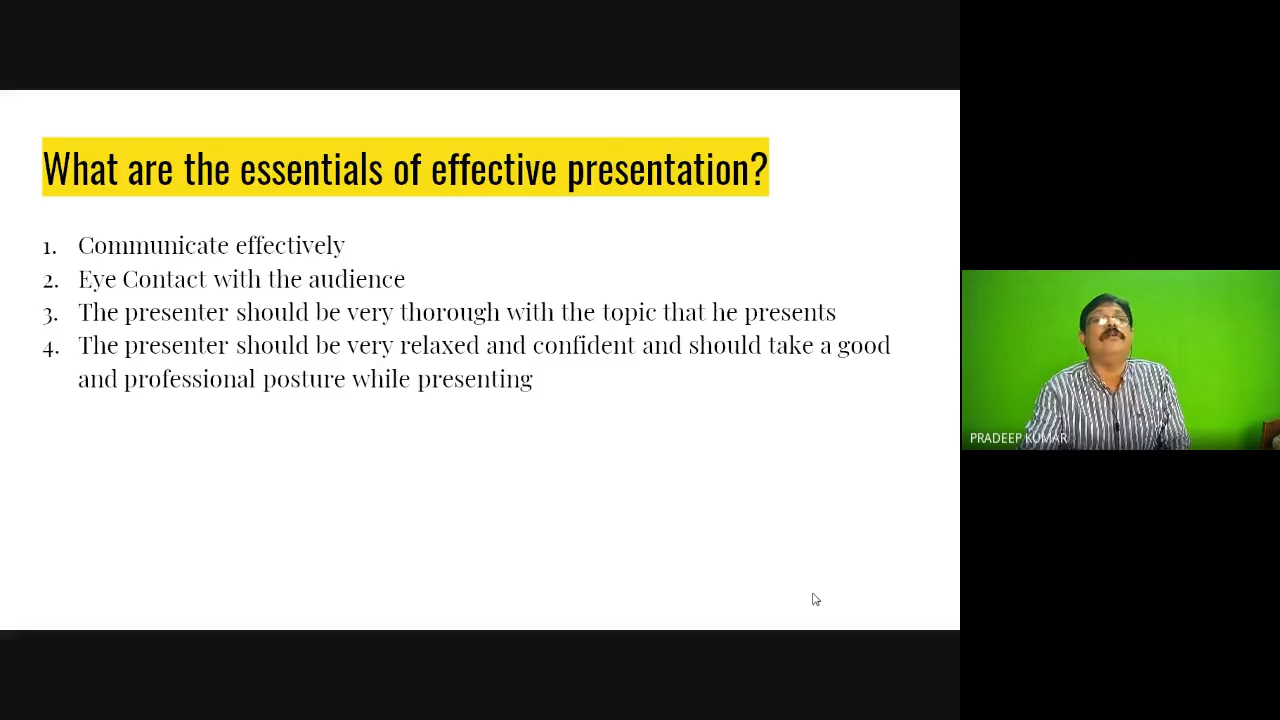 What are the essentials of effective presentation?
1. Communicate effectively
2. Eye Contact with the audience
3. The presenter should be very thorough with the topic that he presents
4. The presenter should be very relaxed and confident and should take a good
and professional posture while presenting
PRADEEP KUMAR